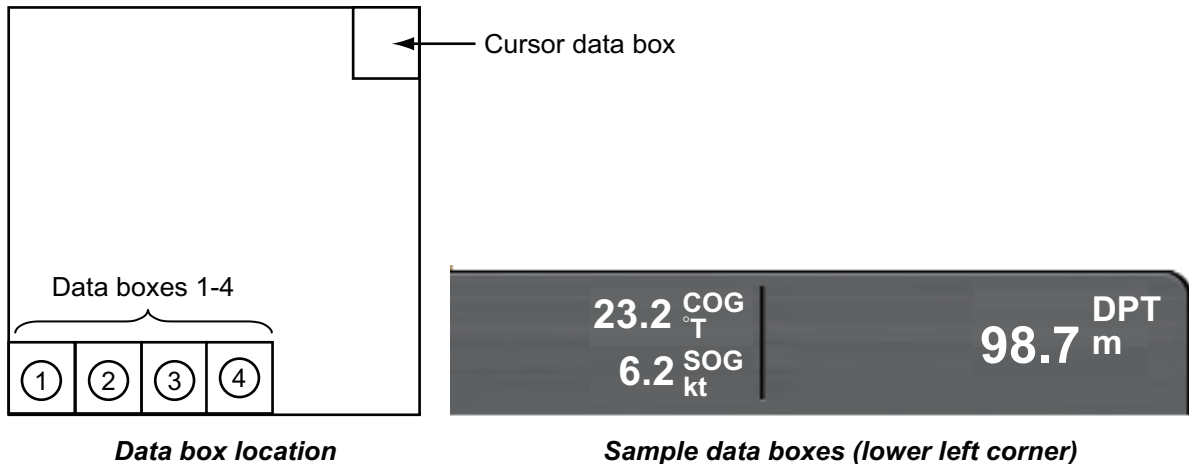 Cursor data box
Data boxes 1-4
1 2 3 4
23.2 COG °T
6.2 SOG kt
98.7 DPT m
Data box location
Sample data boxes (lower left corner)